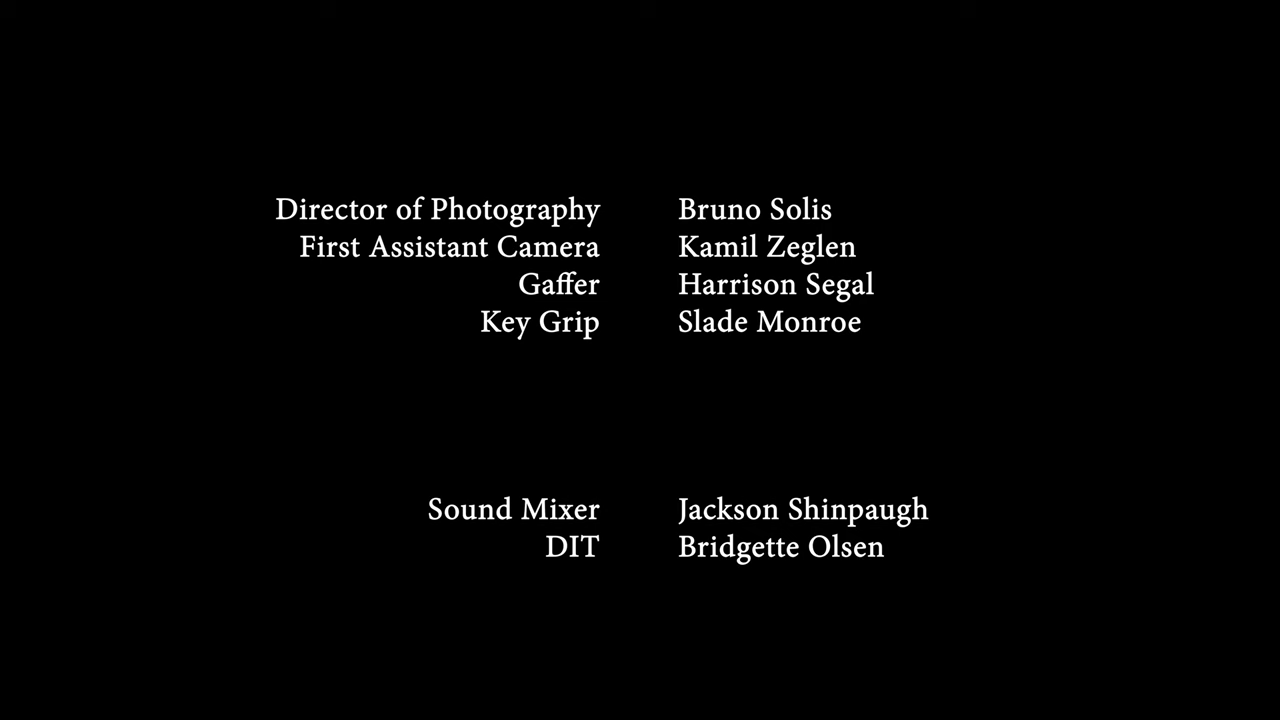 Director of Photography Bruno Solis
First Assistant Camera Kamil Zeglen
Gaffer Harrison Segal
Key Grip Slade Monroe
Sound Mixer Jackson Shinpaugh
DIT Bridgette Olsen